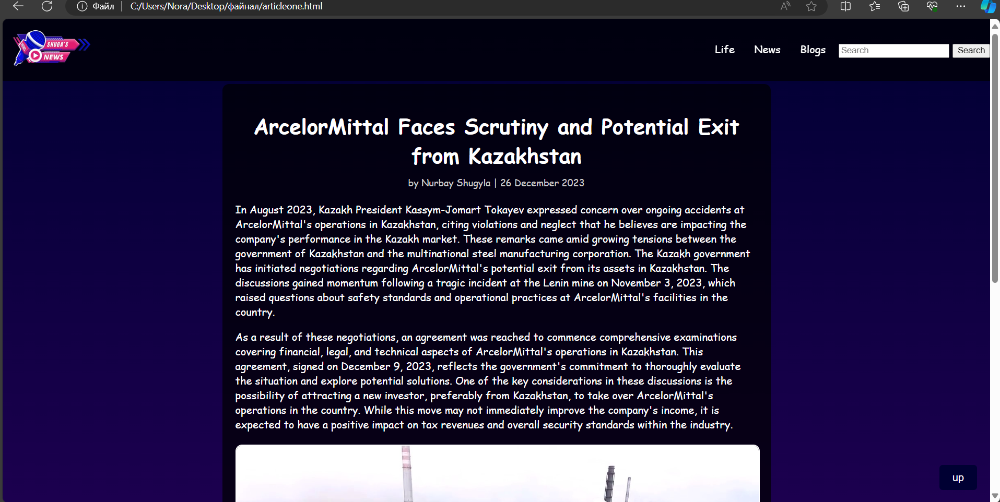 Файл
C:/Users/Nora/Desktop/файнал/articleone.html
NEWS
SHUGA'S
NEWS
Life
News
Blogs
Search
Search
ArcelorMittal Faces Scrutiny and Potential Exit
from Kazakhstan
by Nurbay Shugyla | 26 December 2023
In August 2023, Kazakh President Kassym-Jomart Tokayev expressed concern over ongoing accidents at
ArcelorMittal's operations in Kazakhstan, citing violations and neglect that he believes are impacting the
company's performance in the Kazakh market. These remarks came amid growing tensions between the
government of Kazakhstan and the multinational steel manufacturing corporation. The Kazakh government
has initiated negotiations regarding ArcelorMittal's potential exit from its assets in Kazakhstan. The
discussions gained momentum following a tragic incident at the Lenin mine on November 3, 2023, which
raised questions about safety standards and operational practices at ArcelorMittal's facilities in the
country.
As a result of these negotiations, an agreement was reached to commence comprehensive examinations
covering financial, legal, and technical aspects of ArcelorMittal's operations in Kazakhstan. This
agreement, signed on December 9, 2023, reflects the government's commitment to thoroughly evaluate
the situation and explore potential solutions. One of the key considerations in these discussions is the
possibility of attracting a new investor, preferably from Kazakhstan, to take over ArcelorMittal's
operations in the country. While this move may not immediately improve the company's income, it is
expected to have a positive impact on tax revenues and overall security standards within the industry.
up